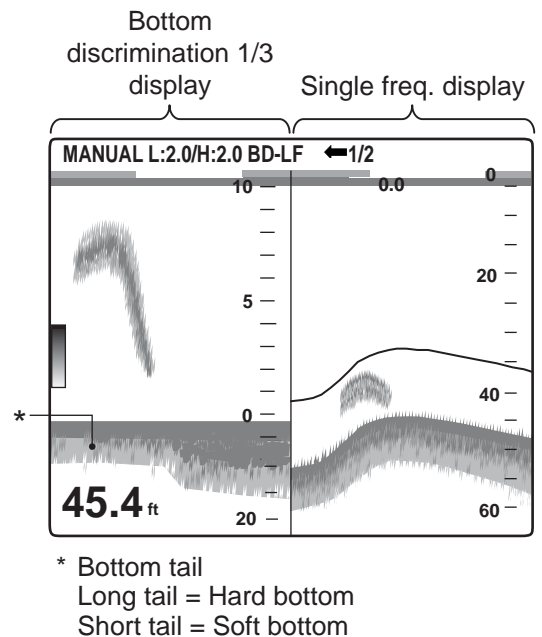 Bottom
discrimination 1/3
display
Single freq. display
MANUAL L:2.0/H:2.0 BD-LF ⬅1/2
10
5
0
20
45.4 ft
0.0
0
20
40
60
*
* Bottom tail
Long tail = Hard bottom
Short tail = Soft bottom